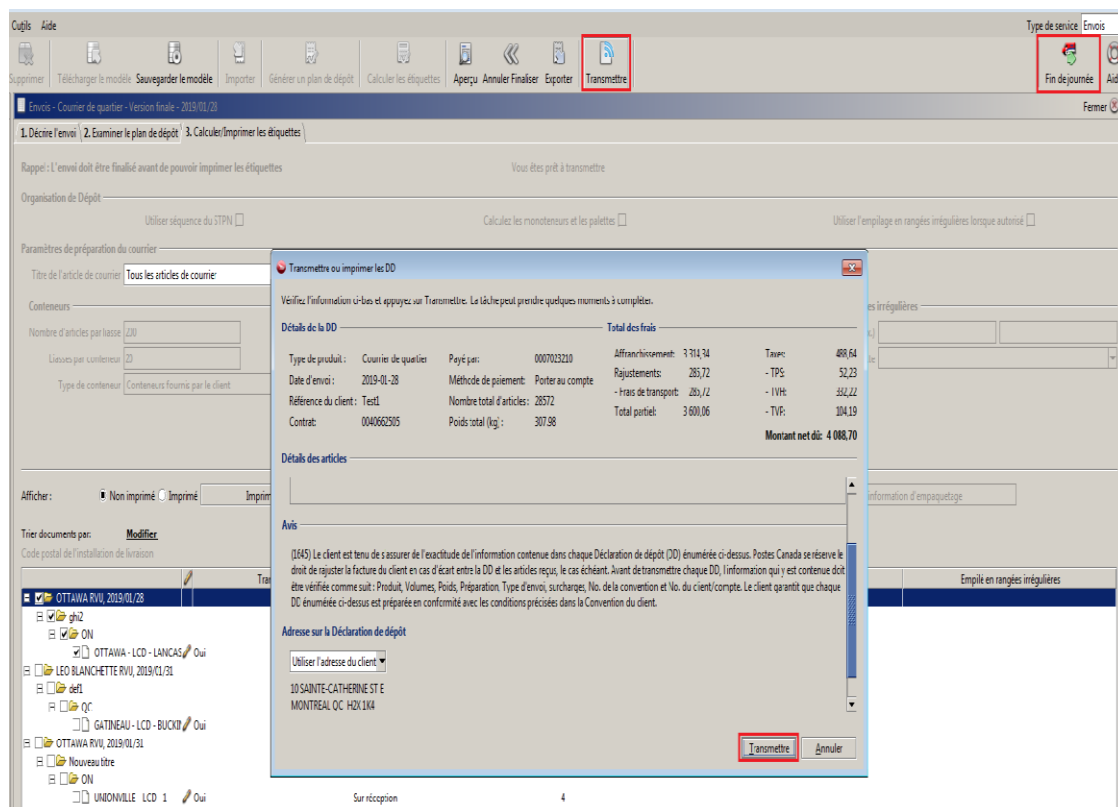 Cutils Aide
Type de service Envois
Supprimer Télécharger le modèle Sauvegarder le modèle Importer Générer un plan de dépôt Calculer les étiquettes Aperçu Annuler Finaliser Exporter Transmettre Fin de journée Aid
Envois - Courrier de quartier - Version finale - 2019/01/28
Fermer
1. Décrire l'envoi 2. Examiner le plan de dépôt 3. Calculer/Imprimer les étiquettes
Rappel : L'envoi doit être finalisé avant de pouvoir imprimer les étiquettes
Vous êtes prêt à transmettre
Organisation de Dépôt
Utiliser séquence du STPN
Calculez les monoteneurs et les palettes
Utiliser l'empilage en rangées irrégulières lorsque autorisé
Paramètres de préparation du courrier
Titre de l'article de courrier Tous les articles de courrier
Conteneurs
es irrégulières
Nombre d'articles par liasse 200
Liasses par conteneur 20
Type de conteneur Conteneurs fournis par le client
Transmettre ou imprimer les DD
Vérifiez l'information ci-bas et appuyez sur Transmettre. La tâche peut prendre quelques moments à compléter.
Détails de la DD
Total des frais
Type de produit : Courrier de quartier Payé par: 0007023210
Date d'envoi : 2019-01-28 Méthode de paiement: Porter au compte
Référence du client : Test1 Nombre total d'articles : 28572
Contrat: 0040662505 Poids total (kg) : 307.98
Affranchissement: 3 314,34 Taxes: 488,64
Rajustements: 285,72 - TPS: 52,23
- Frais de transport: 285,72 - TVH: 332,22
Total partiel: 3 600,06 - TVP: 104,19
Montant net dû: 4 088,70
Détails des articles
Avis
(1645) Le client est tenu de s assurer de l'exactitude de l'information contenue dans chaque Déclaration de dépôt (DD) énumérée ci-dessus. Postes Canada se réserve le
droit de rajuster la facture du client en cas d'écart entre la DD et les articles reçus, le cas échéant. Avant de transmettre chaque DD, l'information qui y est contenue doit
être vérifiée comme suit : Produit, Volumes, Poids, Préparation. Type d'envoi, surcharges, No. de la convention et No. du client/compte. Le client garantit que chaque
DD énumérée ci-dessus est préparée en conformité avec les conditions précisées dans la Convention du client.
Adresse sur la Déclaration de dépôt
Utiliser l'adresse du client
10 SAINTE-CATHERINE ST E
MONTREAL QC H2X 1K4
Transmettre Annuler
Afficher : Non imprimé Imprimé Imprim
information d'empaquetage
Trier documents par: Modifier
Code postal de l'installation de livraison
Tra
Empilé en rangées irrégulières
OTTAWA RVU, 2019/01/28
ghi2
ON
OTTAWA - LCD - LANCAS Oui
LEO BLANCHETTE RVU, 2019/01/31
def1
QC
GATINEAU - LCD - BUCKIN Oui
OTTAWA RVU, 2019/01/31
Nouveau titre
ON
UNIONVILLE LCD 1 Oui Sur réception 4